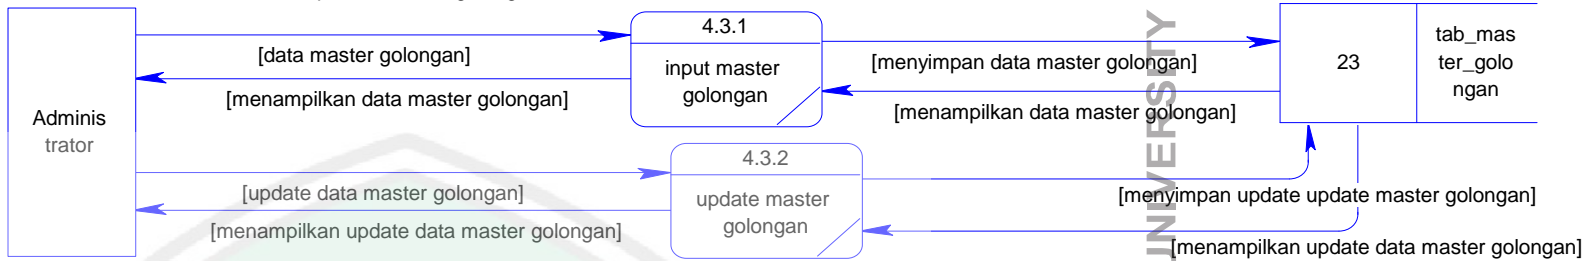 4.3.1
[data master golongan]
input master
golongan
[menampilkan data master golongan]
[menyimpan data master golongan]
[menampilkan data master golongan]
23
tab_mas
ter_golo
ngan
Adminis
trator
4.3.2
[update data master golongan]
update master
golongan
[menampilkan update data master golongan]
[menyimpan update update master golongan]
[menampilkan update data master golongan]
UNIVERSITY